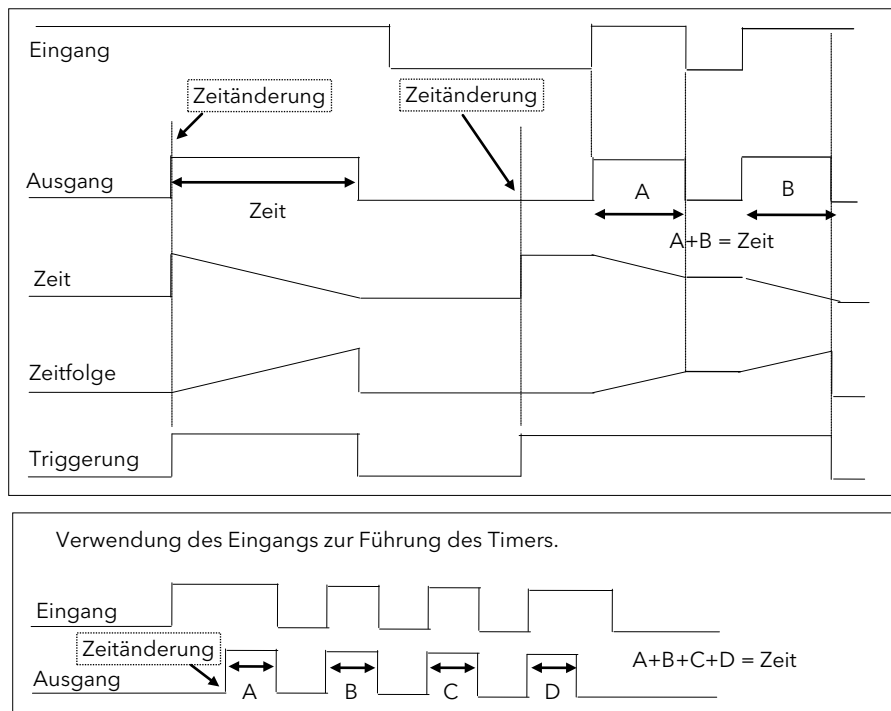 Eingang
Zeitänderung
Zeitänderung
Ausgang
Zeit
A
B
A+B = Zeit
Zeit
Zeitfolge
Triggerung
Verwendung des Eingangs zur Führung des Timers.
Eingang
Zeitänderung
A+B+C+D = Zeit
Ausgang
A
B
C
D